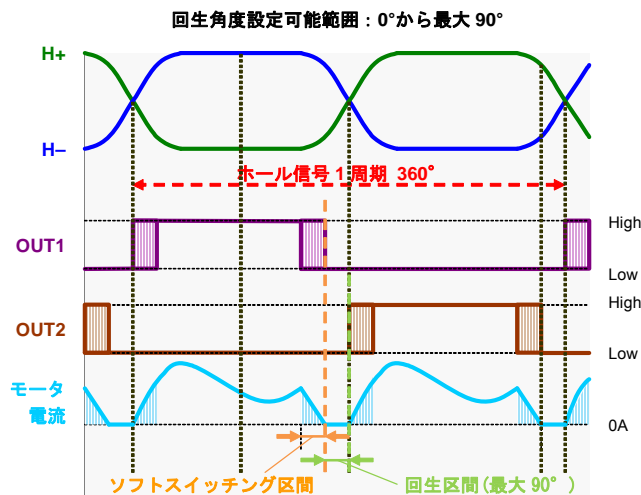 回生角度設定可能範囲：0°から最大 90°
H+
H−
ホール信号 1 周期 360°
OUT1
High
Low
OUT2
High
Low
モータ
電流
0A
ソフトスイッチング区間
回生区間(最大 90°)